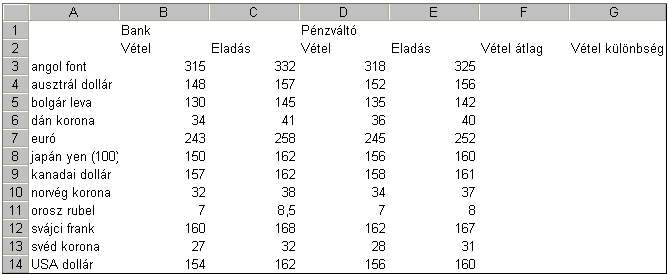 A B C D E F G
1 Bank Pénzváltó
2 Vétel Eladás Vétel Eladás Vétel átlag Vétel különbség
3 angol font 315 332 318 325
4 ausztrál dollár 148 157 152 156
5 bolgár leva 130 145 135 142
6 dán korona 34 41 36 40
7 euró 243 258 245 252
8 japán yen (100) 150 162 156 160
9 kanadai dollár 157 162 158 161
10 norvég korona 32 38 34 37
11 orosz rubel 7 8,5 7 8
12 svájci frank 160 168 162 167
13 svéd korona 27 32 28 31
14 USA dollár 154 162 156 160